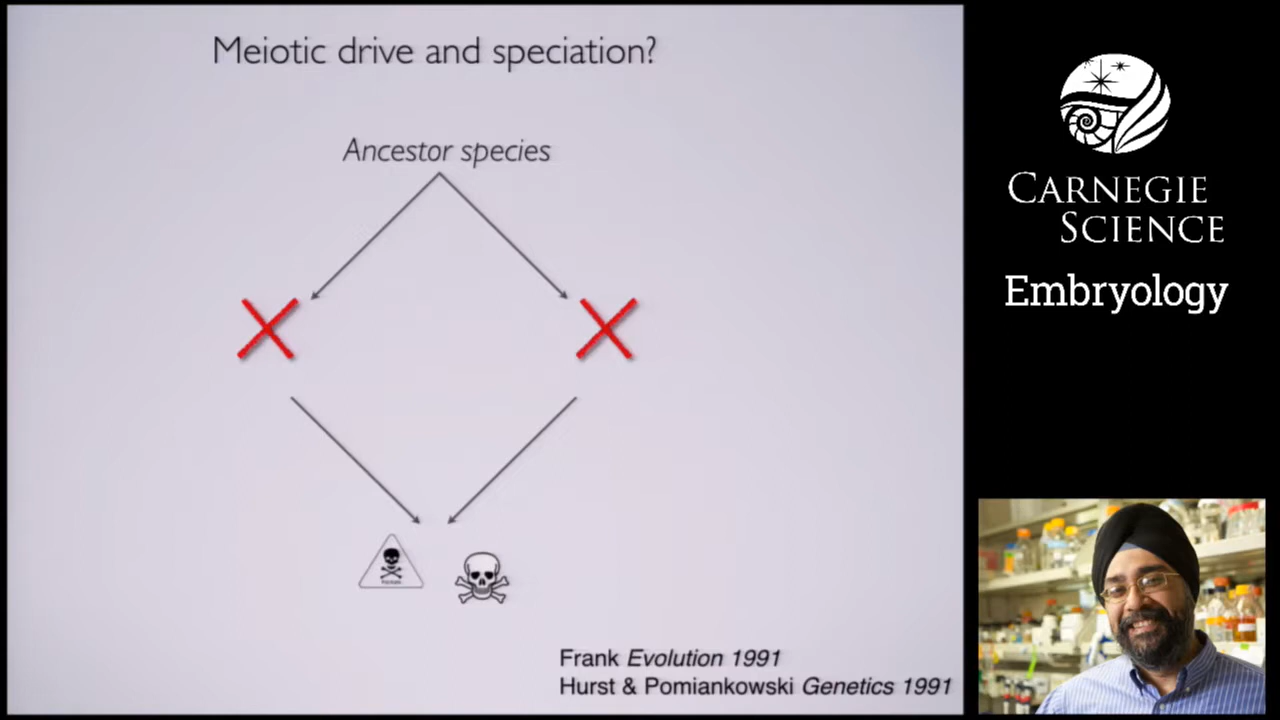 Meiotic drive and speciation?
Ancestor species
Frank Evolution 1991
Hurst & Pomiankowski Genetics 1991
CARNEGIE
SCIENCE
Embryology